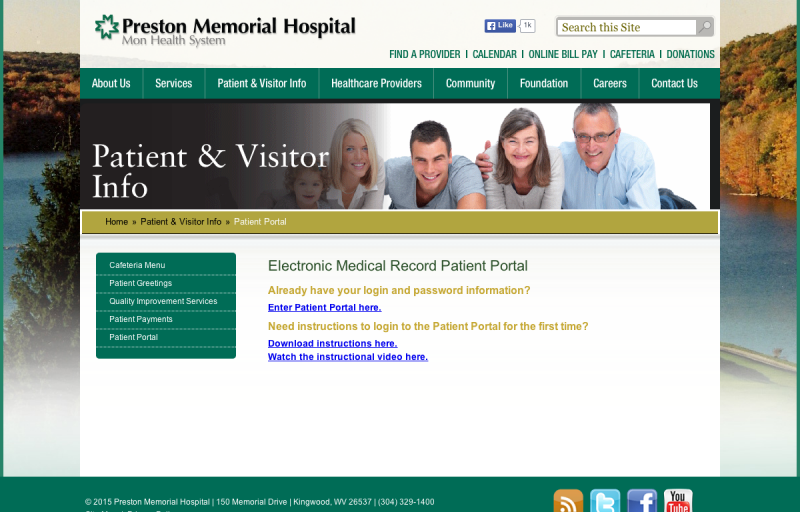 Preston Memorial Hospital
Mon Health System
Like 1k
Search this Site
FIND A PROVIDER | CALENDAR | ONLINE BILL PAY | CAFETERIA | DONATIONS
About Us Services Patient & Visitor Info Healthcare Providers Community Foundation Careers Contact Us
Patient & Visitor
Info
Home » Patient & Visitor Info » Patient Portal
Cafeteria Menu
Patient Greetings
Quality Improvement Services
Patient Payments
Patient Portal
Electronic Medical Record Patient Portal
Already have your login and password information?
Enter Patient Portal here.
Need instructions to login to the Patient Portal for the first time?
Download instructions here.
Watch the instructional video here.
© 2015 Preston Memorial Hospital | 150 Memorial Drive | Kingwood, WV 26537 | (304) 329-1400
You
Tube